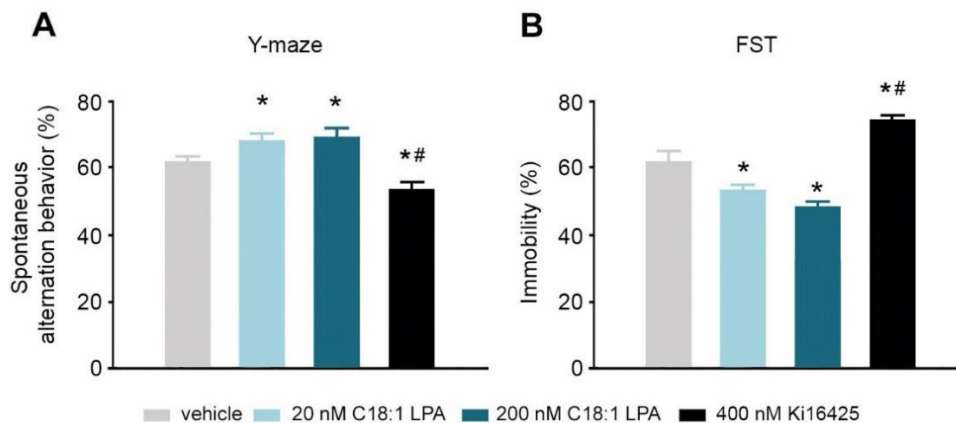 A
Y-maze
Spontaneous
alternation behavior (%)
80
60
40
20
0
*
*
*#
B
FST
Immobility (%)
80
60
40
20
0
*
*
*#
vehicle 20 nM C18:1 LPA 200 nM C18:1 LPA 400 nM Ki16425